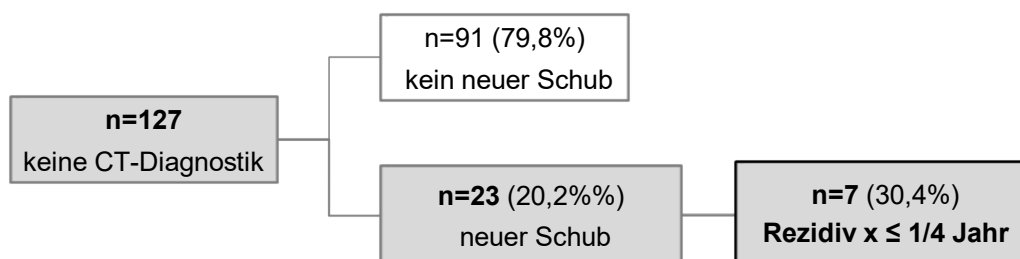 n=91 (79,8%)
kein neuer Schub
n=127
keine CT-Diagnostik
n=23 (20,2%%)
neuer Schub
n=7 (30,4%)
Rezidiv x ≤ 1/4 Jahr